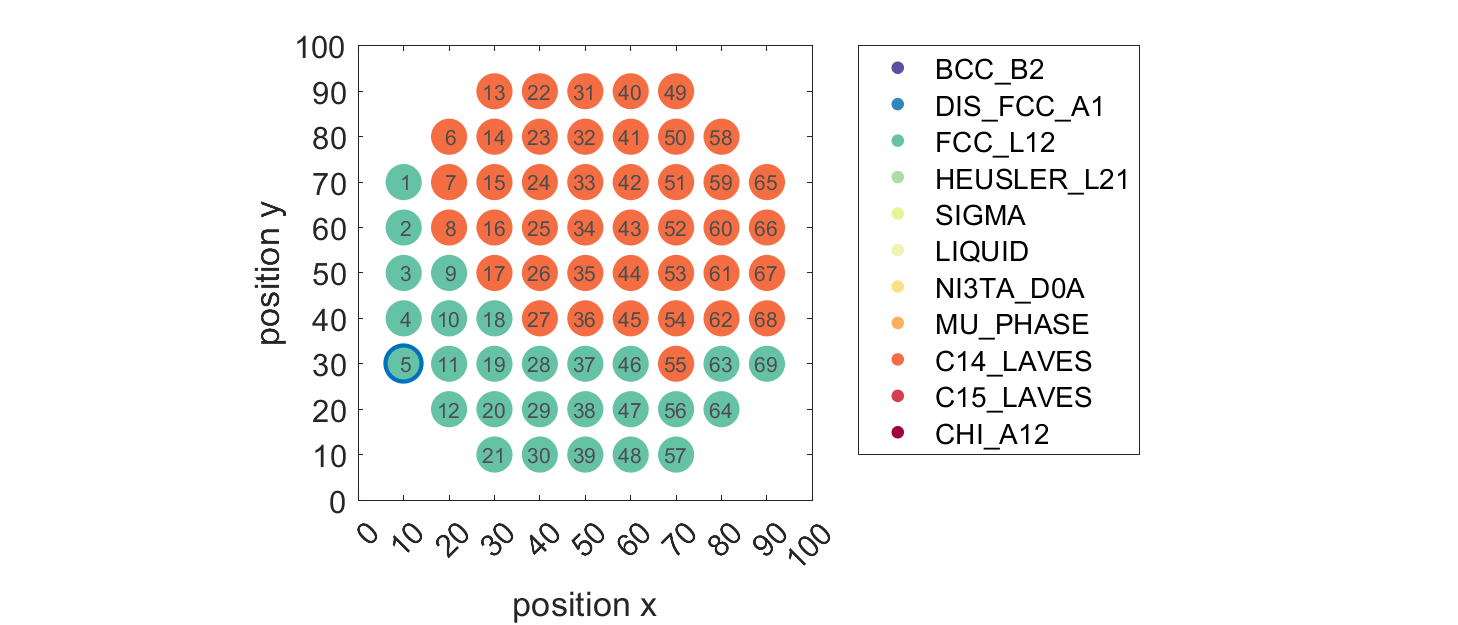 100
90
13 22 31 40 49
80
6 14 23 32 41 50 58
70
1 7 15 24 33 42 51 59 65
60
2 8 16 25 34 43 52 60 66
50
3 9 17 26 35 44 53 61 67
40
4 10 18 27 36 45 54 62 68
30
5 11 19 28 37 46 55 63 69
20
12 20 29 38 47 56 64
10
21 30 39 48 57
0
position y
0 10 20 30 40 50 60 70 80 90 100
position x
BCC_B2
DIS_FCC_A1
FCC_L12
HEUSLER_L21
SIGMA
LIQUID
NI3TA_D0A
MU_PHASE
C14_LAVES
C15_LAVES
CHI_A12